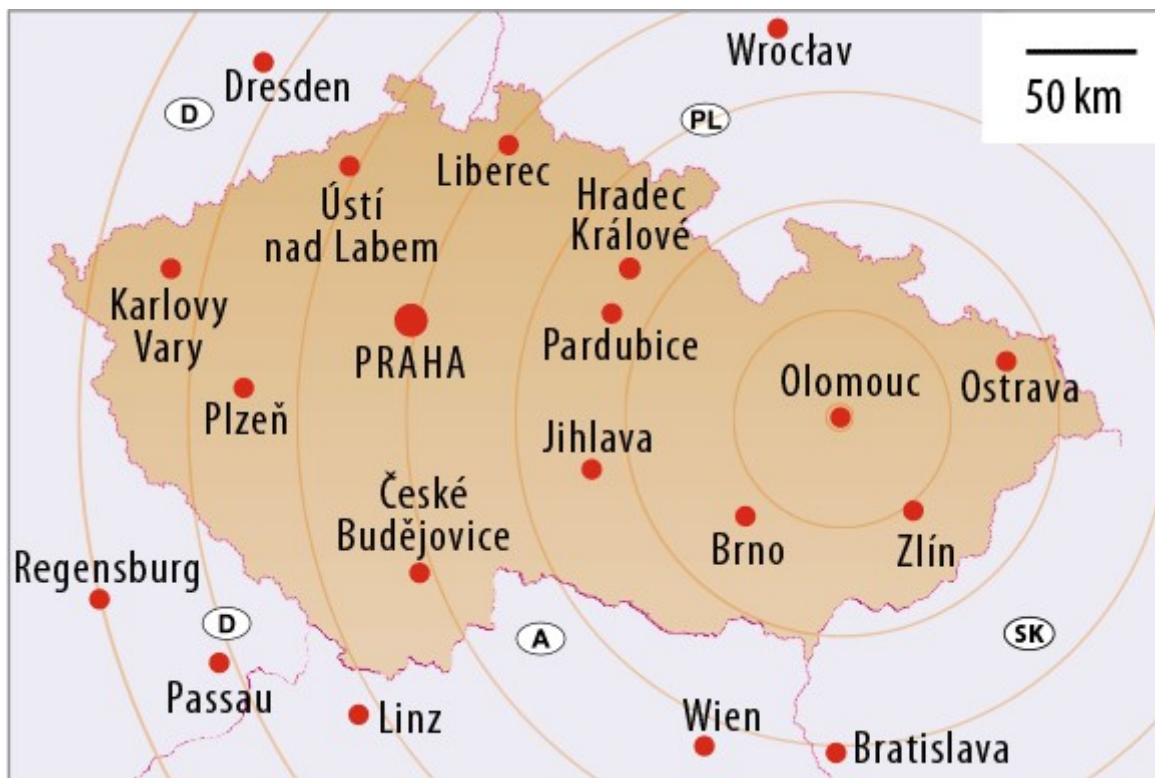 Wrocław
Dresden
50 km
D
PL
Liberec
Hradec
Králové
Ústí
nad Labem
Karlovy
Vary
PRAHA
Pardubice
Olomouc
Ostrava
Plzeň
Jihlava
České
Budějovice
Brno
Zlín
Regensburg
D
A
SK
Passau
Linz
Wien
Bratislava